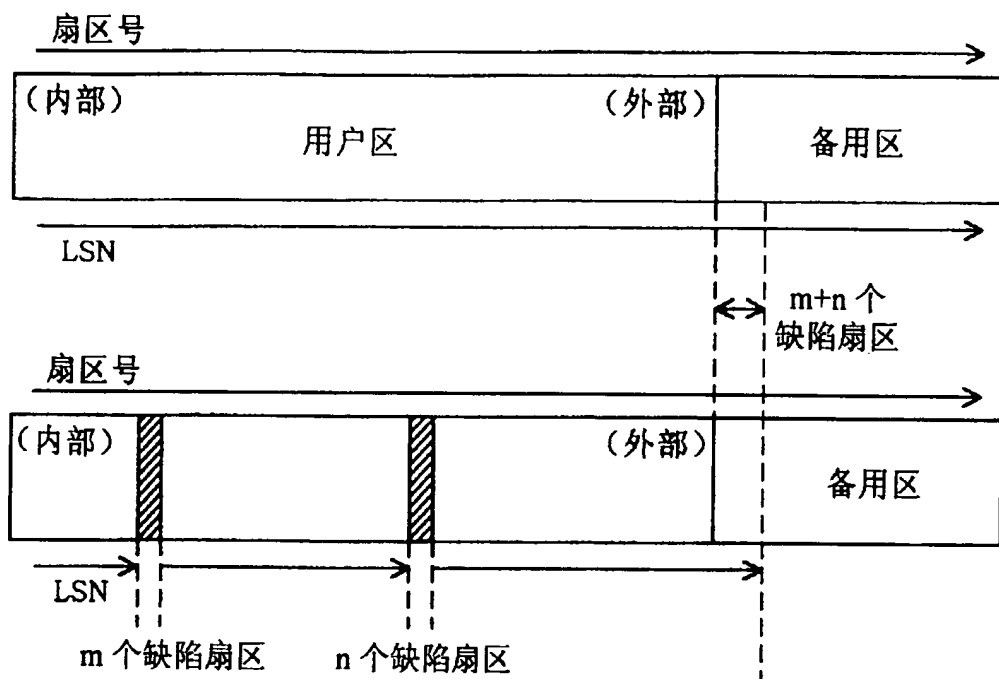 扇区号
（内部）
（外部）
用户区
备用区
LSN
m+n 个
缺陷扇区
扇区号
（内部）
（外部）
备用区
LSN
m 个缺陷扇区
n 个缺陷扇区